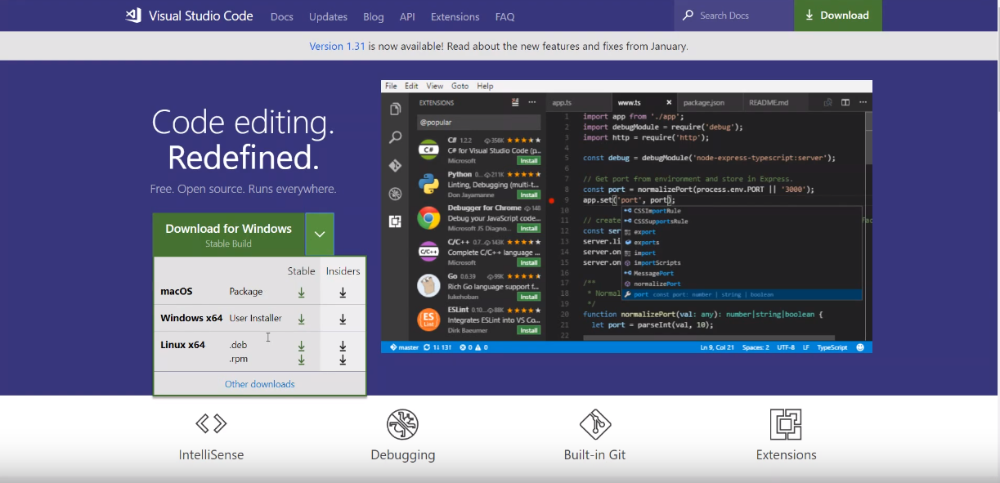 Visual Studio Code Docs Updates Blog API Extensions FAQ Search Docs Download
Version 1.31 is now available! Read about the new features and fixes from January.
Code editing.
Redefined.
Free. Open source. Runs everywhere.
Download for Windows
Stable Build
Stable Insiders
macOS Package
Windows x64 User Installer
Linux x64 .deb
.rpm
Other downloads
File Edit View Goto Help
EXTENSIONS
@popular
C# 1.2.2 356K
C# for Visual Studio Code (p...
Microsoft Install
Python 0... 211K
Linting, Debugging (multi-t...
Don Jayamanne Install
Debugger for Chrome 148
Debug your JavaScript code...
Microsoft JS Diagno... Install
C/C++ 0.7... 143K
Complete C/C++ language ...
Microsoft Install
Go 0.6.39 99K
Rich Go language support f...
lukehoban Install
ESLint 0.10... 88K
Integrates ESLint into VS Co...
Dirk Baeumer Install
app.ts www.ts package.json README.md
1 import app from './app';
2 import debugModule = require('debug');
3 import http = require('http');
4
5 const debug = debugModule('node-express-typescript:server');
6
7 // Get port from environment and store in Express.
8 const port = normalizePort(process.env.PORT || '3000');
9 app.set('port', port);
10
11 // create
12 const ser
13 server.li
14 server.on
15 server.on
16
17 /**
18 * Normal
19 */
20 function normalizePort(val: any): number|string|boolean {
21 let port = parseInt(val, 10);
22
CSSImportRule
CSSSupportsRule
export
exports
import
importScripts
MessagePort
normalizePort
port const port: number | string | boolean
master 1↓ 13↑ 0 0 Ln 9, Col 21 Spaces: 2 UTF-8 LF TypeScript
IntelliSense
Debugging
Built-in Git
Extensions